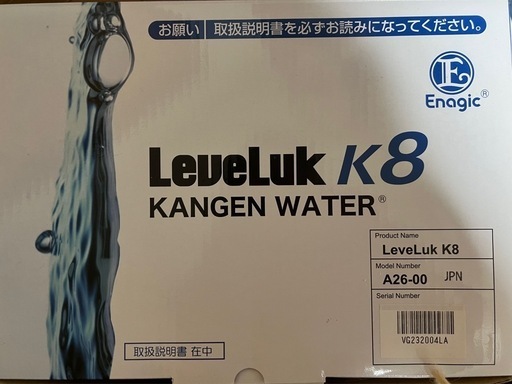 お願い 取扱説明書を必ずお読みになってください。
E
Enagic®
LeveLuk K8
KANGEN WATER®
Product Name
LeveLuk K8
Model Number
A26-00 JPN
Serial Number
VG232004LA
取扱説明書 在中